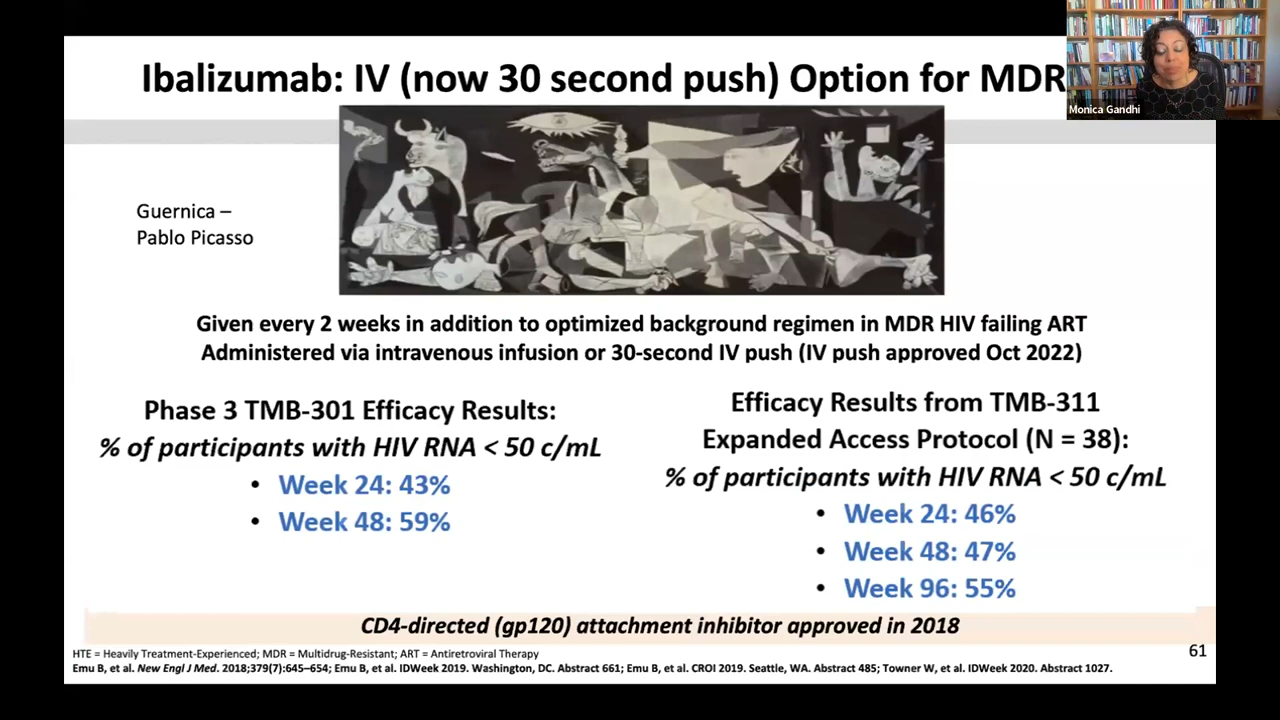 Ibalizumab: IV (now 30 second push) Option for MDR
Monica Gandhi
Guernica –
Pablo Picasso
Given every 2 weeks in addition to optimized background regimen in MDR HIV failing ART
Administered via intravenous infusion or 30-second IV push (IV push approved Oct 2022)
Phase 3 TMB-301 Efficacy Results:
% of participants with HIV RNA < 50 c/mL
• Week 24: 43%
• Week 48: 59%
Efficacy Results from TMB-311
Expanded Access Protocol (N = 38):
% of participants with HIV RNA < 50 c/mL
• Week 24: 46%
• Week 48: 47%
• Week 96: 55%
CD4-directed (gp120) attachment inhibitor approved in 2018
HTE = Heavily Treatment-Experienced; MDR = Multidrug-Resistant; ART = Antiretroviral Therapy
61
Emu B, et al. New Engl J Med. 2018;379(7):645–654; Emu B, et al. IDWeek 2019. Washington, DC. Abstract 661; Emu B, et al. CROI 2019. Seattle, WA. Abstract 485; Towner W, et al. IDWeek 2020. Abstract 1027.